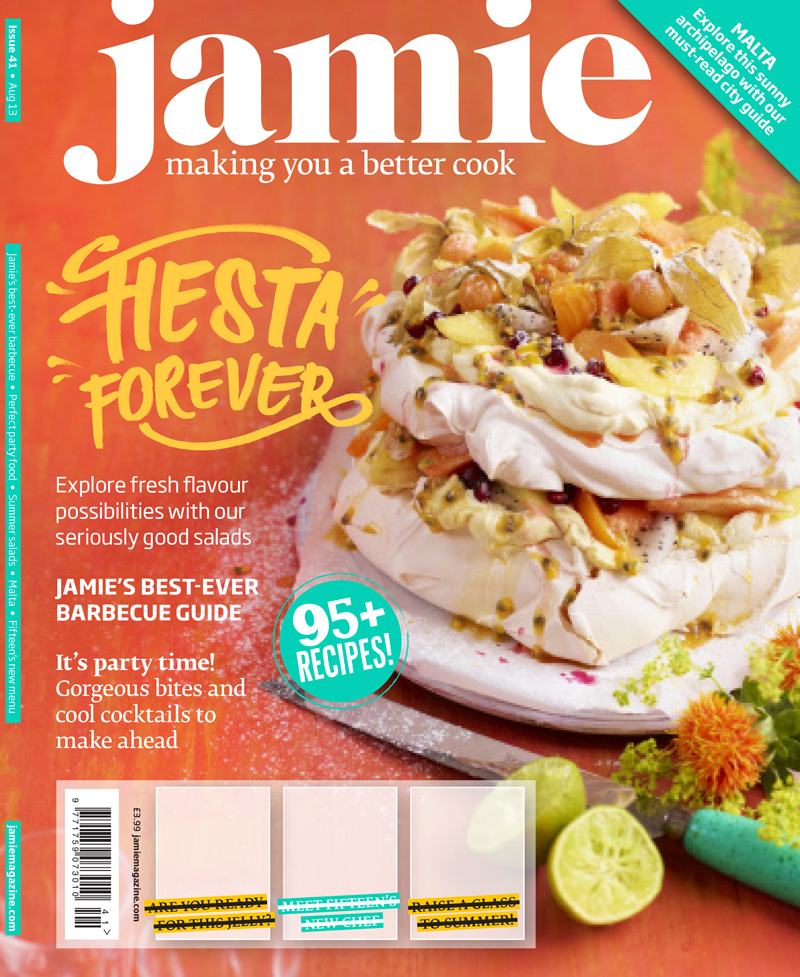 Issue 41 • Aug 13
Jamie's best-ever barbecue • Perfect party food • Summer salads • Malta • Fifteen's new menu
jamiemagazine.com
jamie
making you a better cook
MALTA
Explore this sunny
archipelago with our
must-read city guide
FIESTA
FOREVER
Explore fresh flavour
possibilities with our
seriously good salads
JAMIE'S BEST-EVER
BARBECUE GUIDE
95+
RECIPES!
It's party time!
Gorgeous bites and
cool cocktails to
make ahead
9 771759 073010
41>
£3.99 jamiemagazine.com
ARE YOU READY
FOR THIS JELLY?
MEET FIFTEEN'S
NEW CHEF
RAISE A GLASS
TO SUMMER!